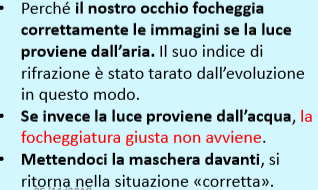 • Perché il nostro occhio focheggia
correttamente le immagini se la luce
proviene dall'aria. Il suo indice di
rifrazione è stato tarato dall'evoluzione
in questo modo.
• Se invece la luce proviene dall'acqua, la
focheggiatura giusta non avviene.
• Mettendoci la maschera davanti, si
ritorna nella situazione «corretta».